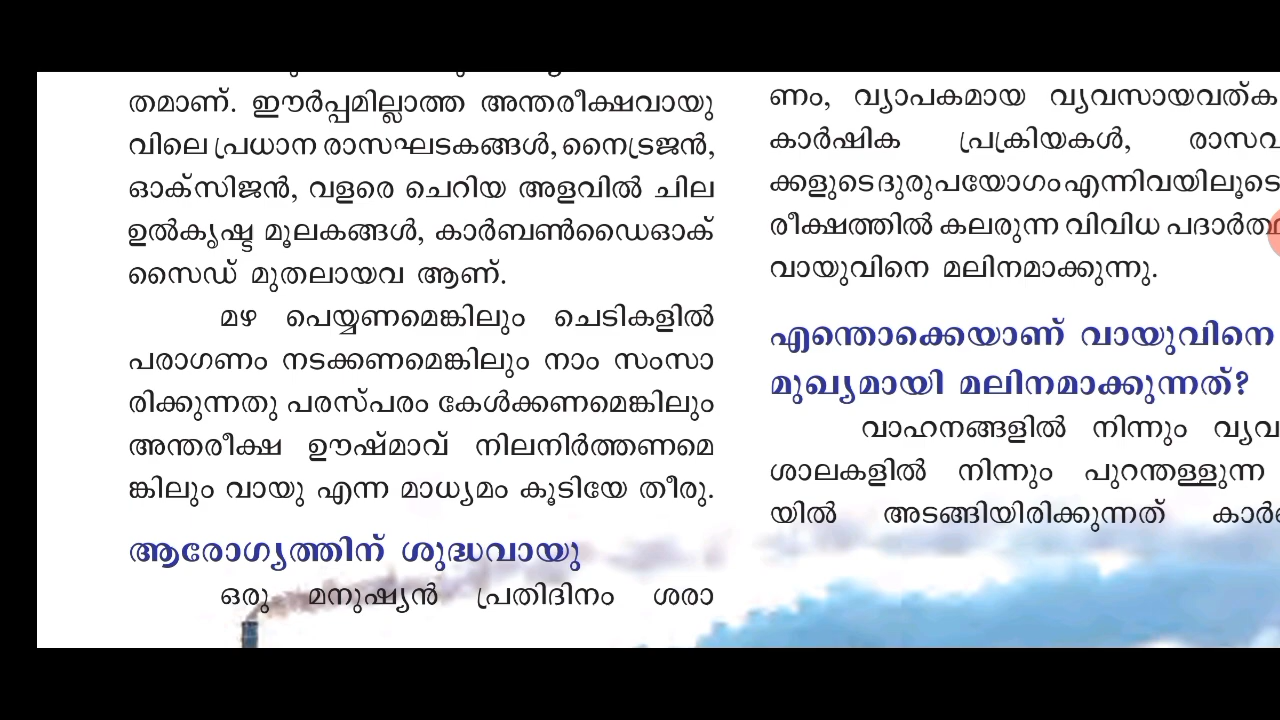 തമാണ്. ഈർപ്പമില്ലാത്ത അന്തരീക്ഷവായു
വിലെ പ്രധാന രാസഘടകങ്ങൾ, നൈട്രജൻ,
ഓക്സിജൻ, വളരെ ചെറിയ അളവിൽ ചില
ഉൽകൃഷ്ട മൂലകങ്ങൾ, കാർബൺഡൈഓക്
സൈഡ് മുതലായവ ആണ്.
മഴ പെയ്യണമെങ്കിലും ചെടികളിൽ
പരാഗണം നടക്കണമെങ്കിലും നാം സംസാ
രിക്കുന്നതു പരസ്പരം കേൾക്കണമെങ്കിലും
അന്തരീക്ഷ ഊഷ്മാവ് നിലനിർത്തണമെ
ങ്കിലും വായു എന്ന മാധ്യമം കൂടിയേ തീരു.
ആരോഗ്യത്തിന് ശുദ്ധവായു
ഒരു മനുഷ്യൻ പ്രതിദിനം ശരാ
ണം, വ്യാപകമായ വ്യവസായവത്ക
കാർഷിക പ്രക്രിയകൾ, രാസവ
ക്കളുടെ ദുരുപയോഗം എന്നിവയിലൂടെ
രീക്ഷത്തിൽ കലരുന്ന വിവിധ പദാർത്ഥ
വായുവിനെ മലിനമാക്കുന്നു.
എന്തൊക്കെയാണ് വായുവിനെ
മുഖ്യമായി മലിനമാക്കുന്നത്?
വാഹനങ്ങളിൽ നിന്നും വ്യവ
ശാലകളിൽ നിന്നും പുറന്തള്ളുന്ന
യിൽ അടങ്ങിയിരിക്കുന്നത് കാർബ